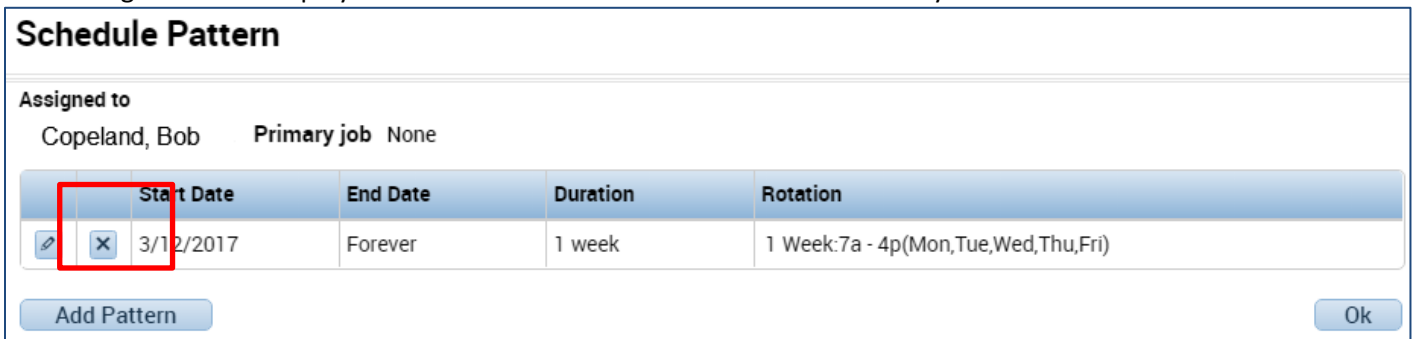 Schedule Pattern
Assigned to
Copeland, Bob Primary job None
Start Date End Date Duration Rotation
3/12/2017 Forever 1 week 1 Week:7a - 4p(Mon,Tue,Wed,Thu,Fri)
Add Pattern Ok